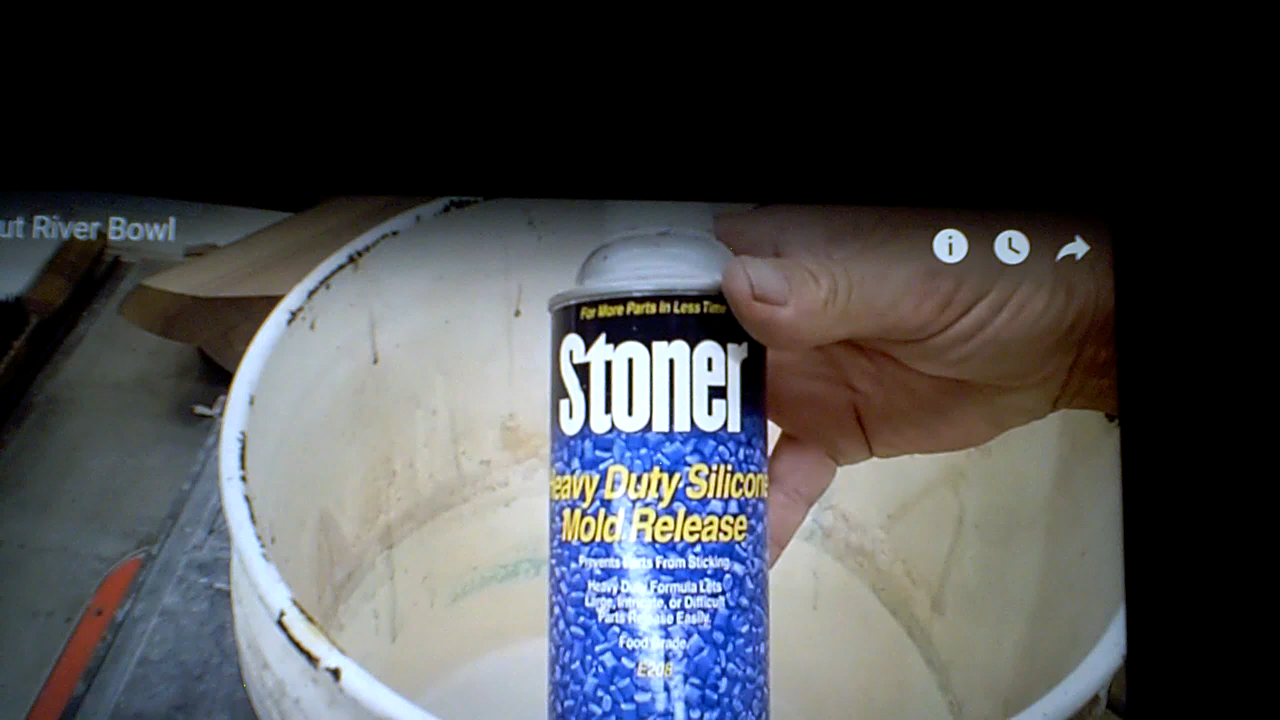 ut River Bowl
For More Parts In Less Time
Stoner
Heavy Duty Silicone
Mold Release
Prevents Parts From Sticking
Heavy Duty Formula Lets
Large, Intricate, or Difficult
Parts Release Easily.
Food Grade.
E208